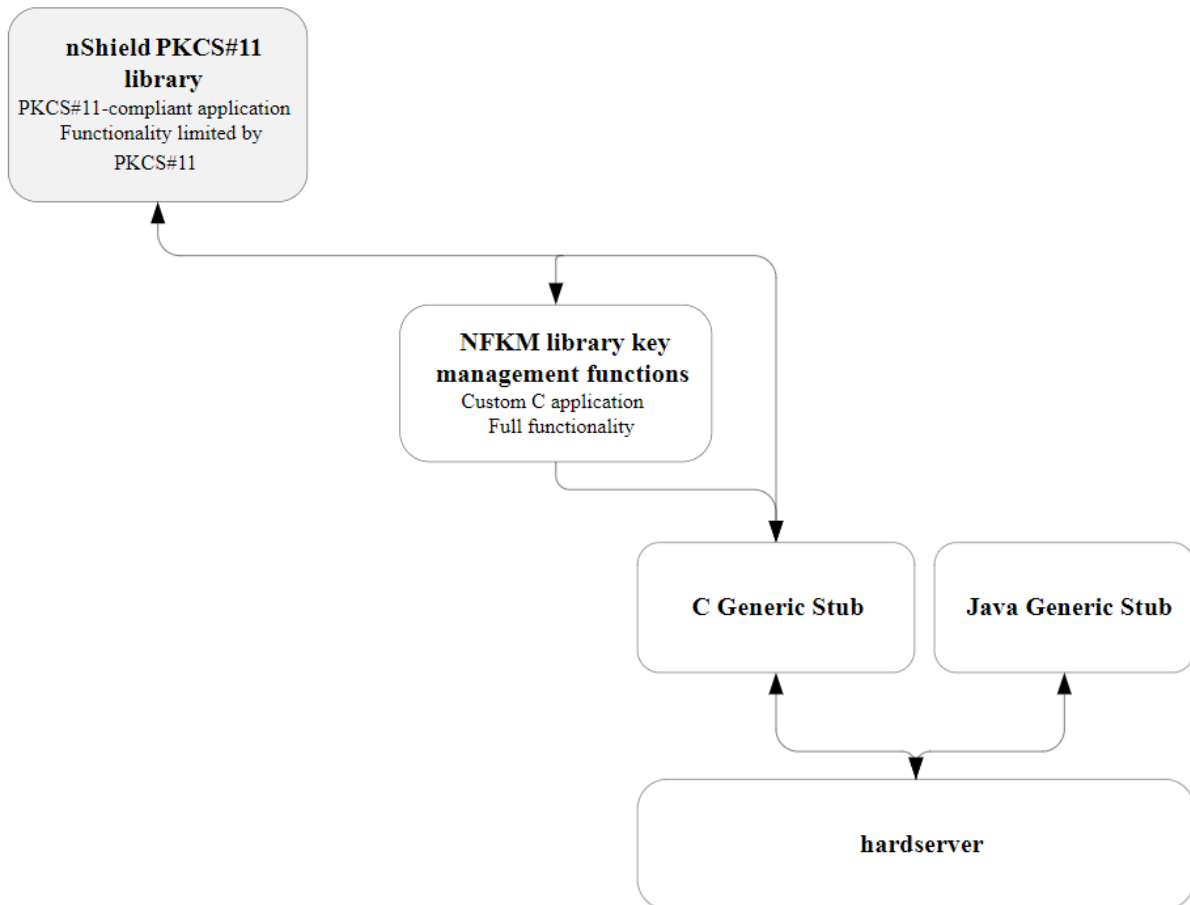 nShield PKCS#11
library
PKCS#11-compliant application
Functionality limited by
PKCS#11
NFKM library key
management functions
Custom C application
Full functionality
C Generic Stub
Java Generic Stub
hardserver